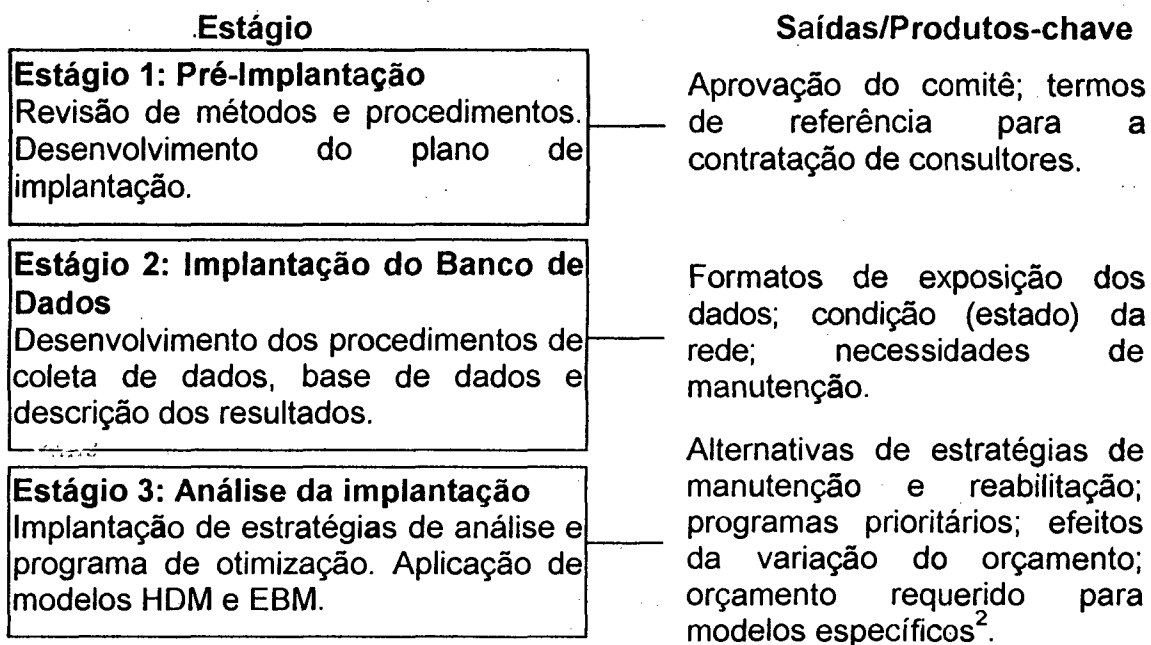 Estágio
Saídas/Produtos-chave
Estágio 1: Pré-Implantação
Revisão de métodos e procedimentos.
Desenvolvimento do plano de
implantação.
Aprovação do comitê; termos
de referência para a
contratação de consultores.
Estágio 2: Implantação do Banco de
Dados
Desenvolvimento dos procedimentos de
coleta de dados, base de dados e
descrição dos resultados.
Formatos de exposição dos
dados; condição (estado) da
rede; necessidades de
manutenção.
Estágio 3: Análise da implantação
Implantação de estratégias de análise e
programa de otimização. Aplicação de
modelos HDM e EBM.
Alternativas de estratégias de
manutenção e reabilitação;
programas prioritários; efeitos
da variação do orçamento;
orçamento requerido para
modelos específicos².